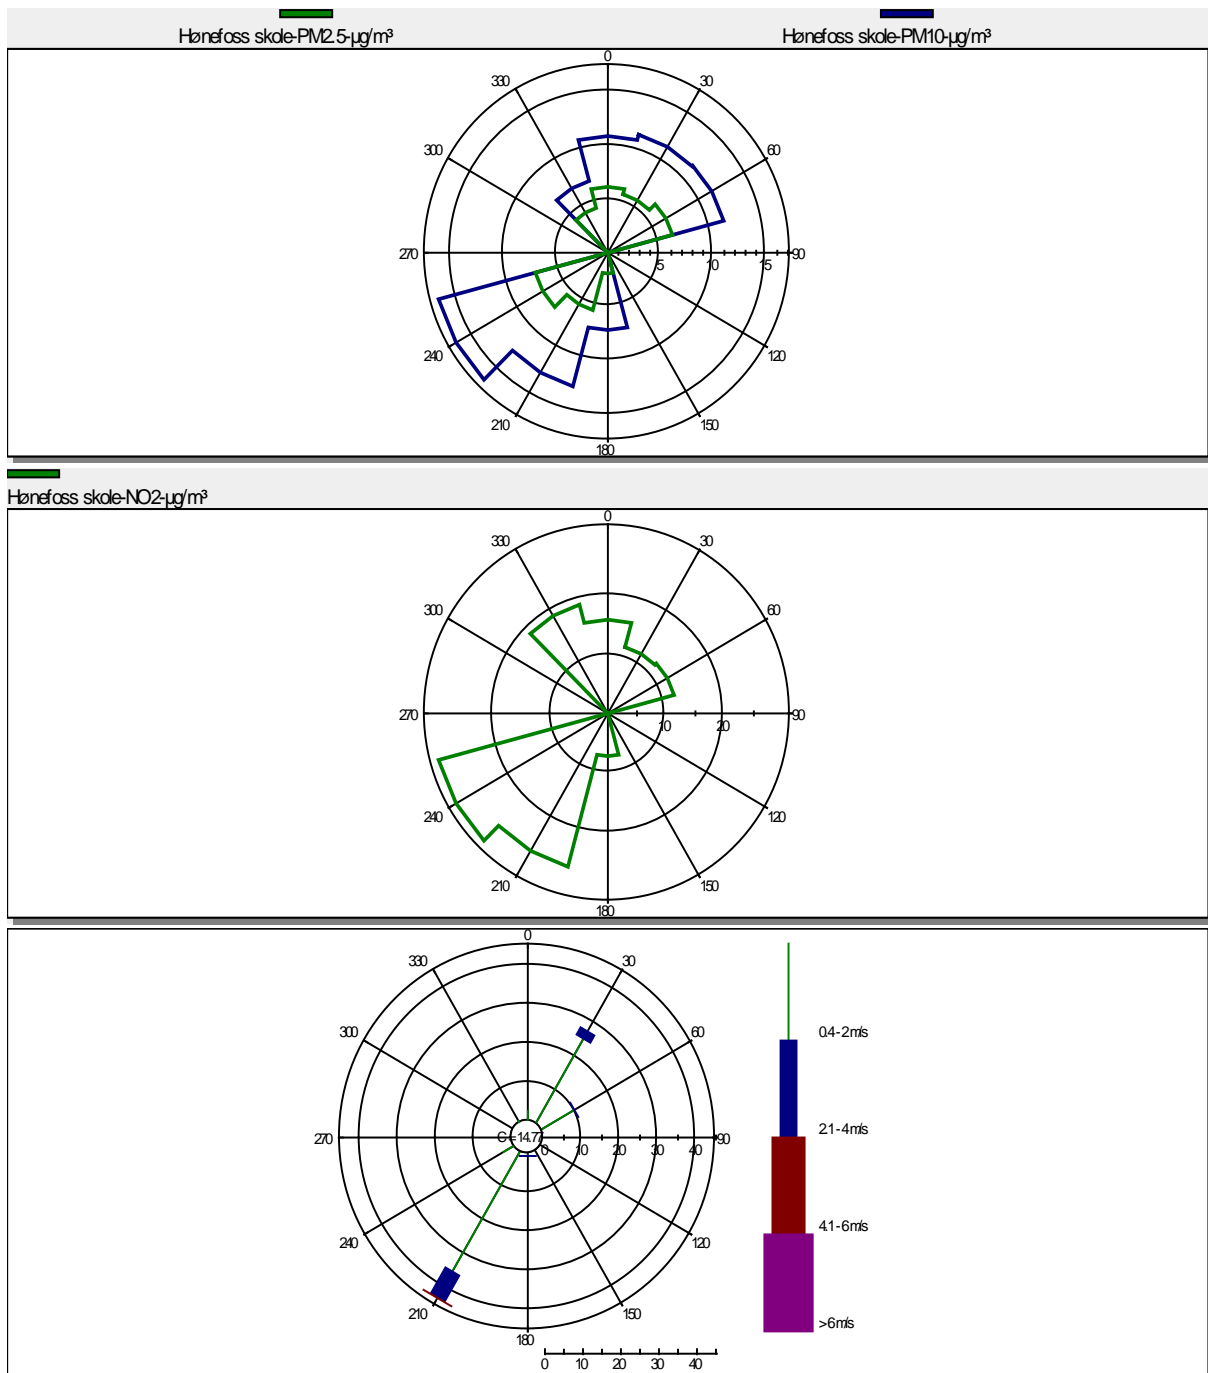 Hønefoss skole-PM2.5-µg/m³ Hønefoss skole-PM10-µg/m³
0
330 30
300 60
270 5 10 15 90
240 120
210 150
180
Hønefoss skole-NO2-µg/m³
0
330 30
300 60
270 10 20 90
240 120
210 150
180
0
330 30
300 60
0.4-2m/s
2.1-4m/s
C=14.77
270 0 10 20 30 40 90
4.1-6m/s
240 120
210 150
>6m/s
180
0 10 20 30 40